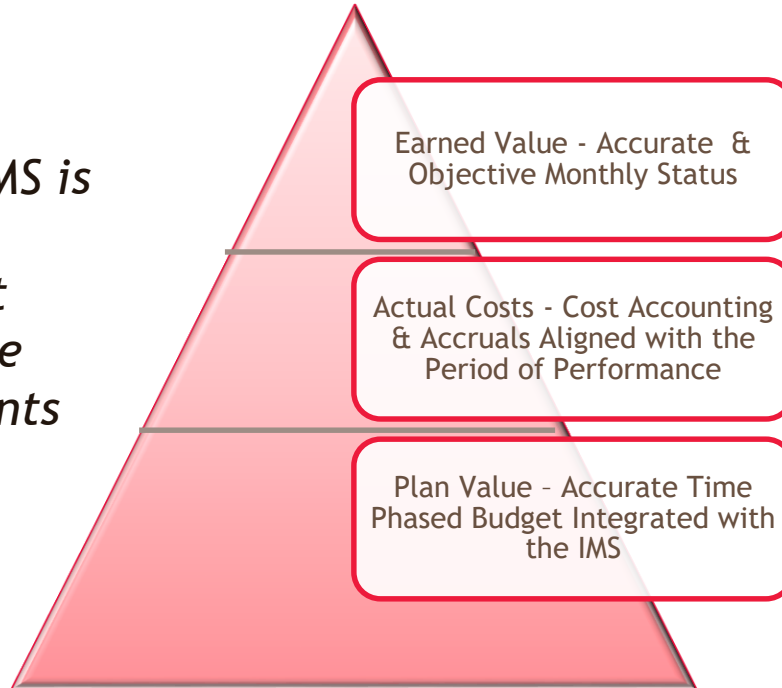 MS is
t
e
nts
Earned Value - Accurate &
Objective Monthly Status
Actual Costs - Cost Accounting
& Accruals Aligned with the
Period of Performance
Plan Value – Accurate Time
Phased Budget Integrated with
the IMS